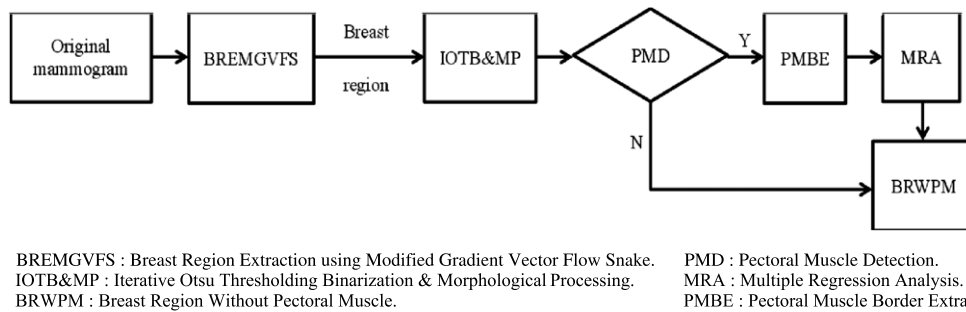 Original
mammogram
BREMGVFS
Breast
region
IOTB&MP
PMD
Y
N
PMBE
MRA
BRWPM
BREMGVFS : Breast Region Extraction using Modified Gradient Vector Flow Snake.
IOTB&MP : Iterative Otsu Thresholding Binarization & Morphological Processing.
BRWPM : Breast Region Without Pectoral Muscle.
PMD : Pectoral Muscle Detection.
MRA : Multiple Regression Analysis.
PMBE : Pectoral Muscle Border Extra